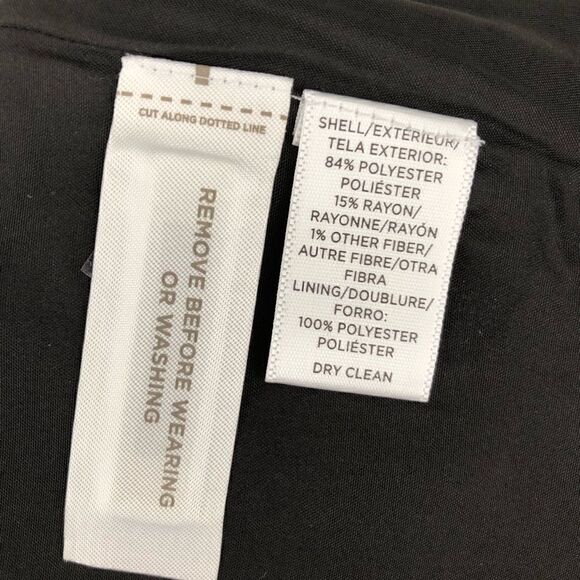 CUT ALONG DOTTED LINE
REMOVE BEFORE WEARING
OR WASHING
SHELL/EXTÉRIEUR/
TELA EXTERIOR:
84% POLYESTER
POLIÉSTER
15% RAYON/
RAYONNE/RAYÓN
1% OTHER FIBER/
AUTRE FIBRE/OTRA
FIBRA
LINING/DOUBLURE/
FORRO:
100% POLYESTER
POLIÉSTER
DRY CLEAN